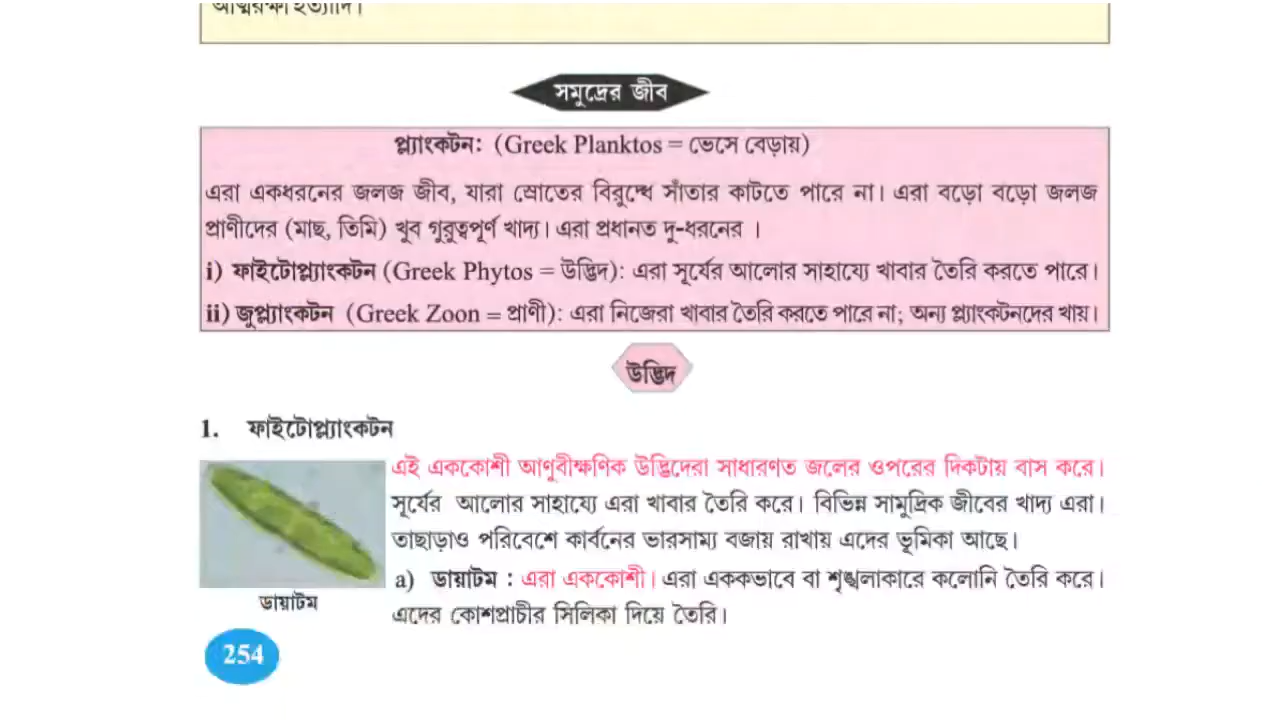 আত্মরক্ষা ইত্যাদি।
সমুদ্রের জীব
প্ল্যাংকটন: (Greek Planktos = ভেসে বেড়ায়)
এরা একধরনের জলজ জীব, যারা স্রোতের বিরুদ্ধে সাঁতার কাটতে পারে না। এরা বড়ো বড়ো জলজ
প্রাণীদের (মাছ, তিমি) খুব গুরুত্বপূর্ণ খাদ্য। এরা প্রধানত দু-ধরনের ।
i) ফাইটোপ্ল্যাংকটন (Greek Phytos = উদ্ভিদ): এরা সূর্যের আলোর সাহায্যে খাবার তৈরি করতে পারে।
ii) জুপ্ল্যাংকটন (Greek Zoon = প্রাণী): এরা নিজেরা খাবার তৈরি করতে পারে না; অন্য প্ল্যাংকটনদের খায়।
উদ্ভিদ
1. ফাইটোপ্ল্যাংকটন
এই এককোশী আণুবীক্ষণিক উদ্ভিদেরা সাধারণত জলের ওপরের দিকটায় বাস করে।
সূর্যের আলোর সাহায্যে এরা খাবার তৈরি করে। বিভিন্ন সামুদ্রিক জীবের খাদ্য এরা।
তাছাড়াও পরিবেশে কার্বনের ভারসাম্য বজায় রাখায় এদের ভূমিকা আছে।
a) ডায়াটম : এরা এককোশী। এরা এককভাবে বা শৃঙ্খলাকারে কলোনি তৈরি করে।
এদের কোশপ্রাচীর সিলিকা দিয়ে তৈরি।
ডায়াটম
254